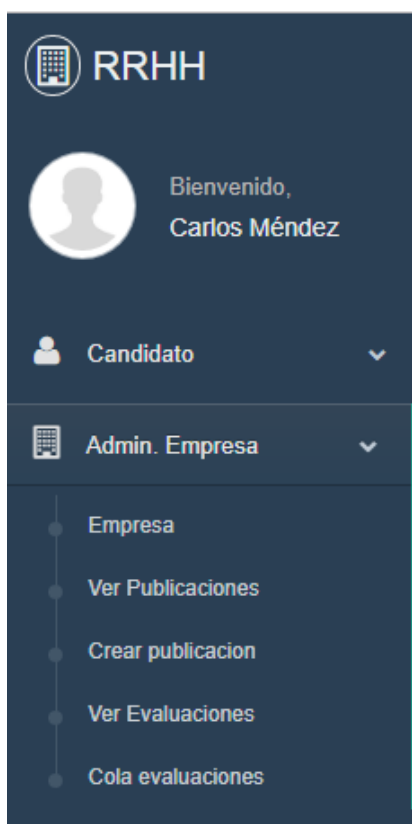 RRHH
Bienvenido,
Carlos Méndez
Candidato
Admin. Empresa
Empresa
Ver Publicaciones
Crear publicacion
Ver Evaluaciones
Cola evaluaciones